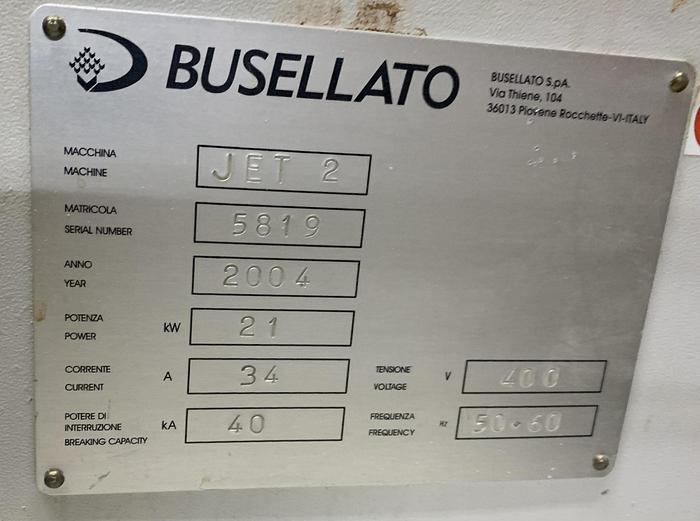 BUSELLATO
BUSELLATO S.p.A.
Via Thiene, 104
36013 Piovene Rocchette-VI-ITALY
MACCHINA
MACHINE
JET 2
MATRICOLA
SERIAL NUMBER
5819
ANNO
YEAR
2004
POTENZA
POWER
kW
21
CORRENTE
CURRENT
A
34
TENSIONE
VOLTAGE
V
400
POTERE DI
INTERRUZIONE
BREAKING CAPACITY
kA
40
FREQUENZA
FREQUENCY
Hz
50-60